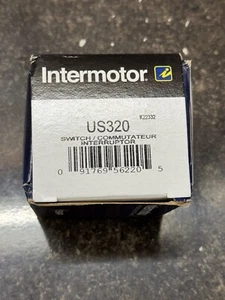 Intermotor
K22332
US320
SWITCH / COMMUTATEUR
INTERRUPTOR
0 91769 56220 5